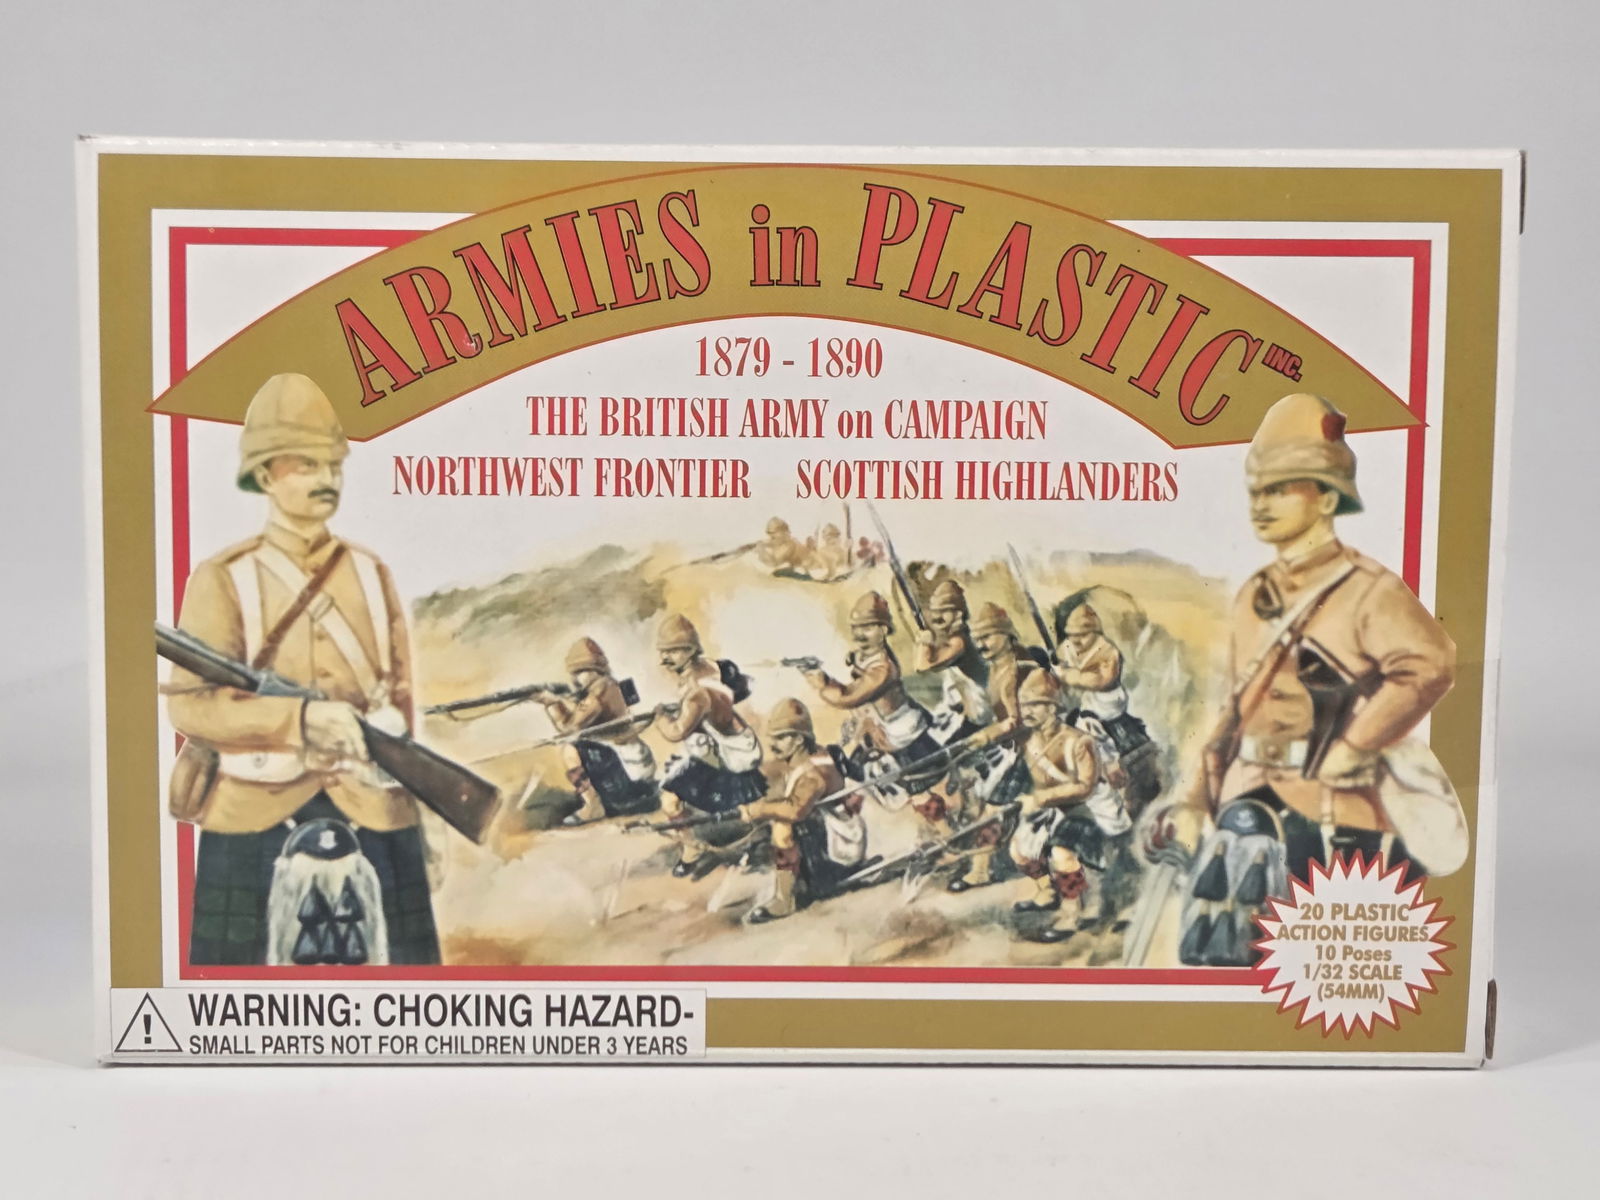 ARMIES in PLASTIC INC.
1879 - 1890
THE BRITISH ARMY on CAMPAIGN
NORTHWEST FRONTIER SCOTTISH HIGHLANDERS
20 PLASTIC
ACTION FIGURES
10 Poses
1/32 SCALE
(54MM)
! WARNING: CHOKING HAZARD-
SMALL PARTS NOT FOR CHILDREN UNDER 3 YEARS